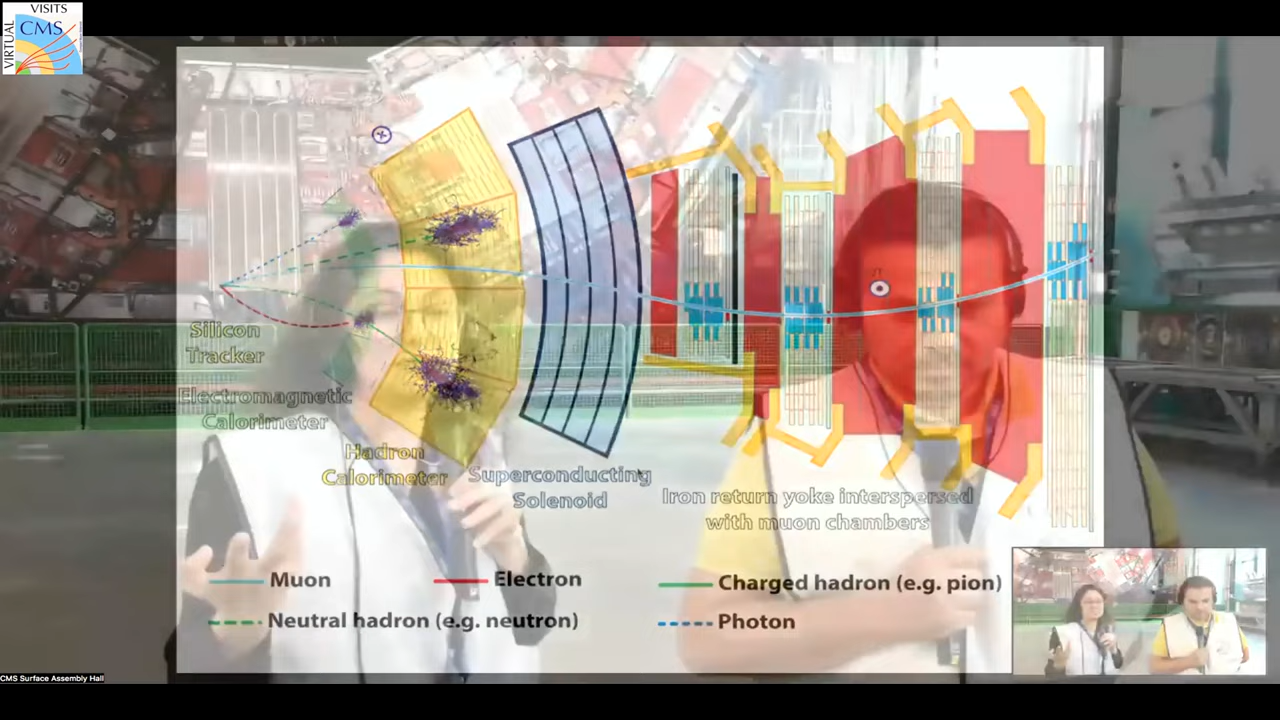 VISITS
VIRTUAL
CMS
Silicon
Tracker
Electromagnetic
Calorimeter
Hadron
Calorimeter
Superconducting
Solenoid
Iron return yoke interspersed
with muon chambers
Muon
Electron
Charged hadron (e.g. pion)
Neutral hadron (e.g. neutron)
Photon
CMS Surface Assembly Hall